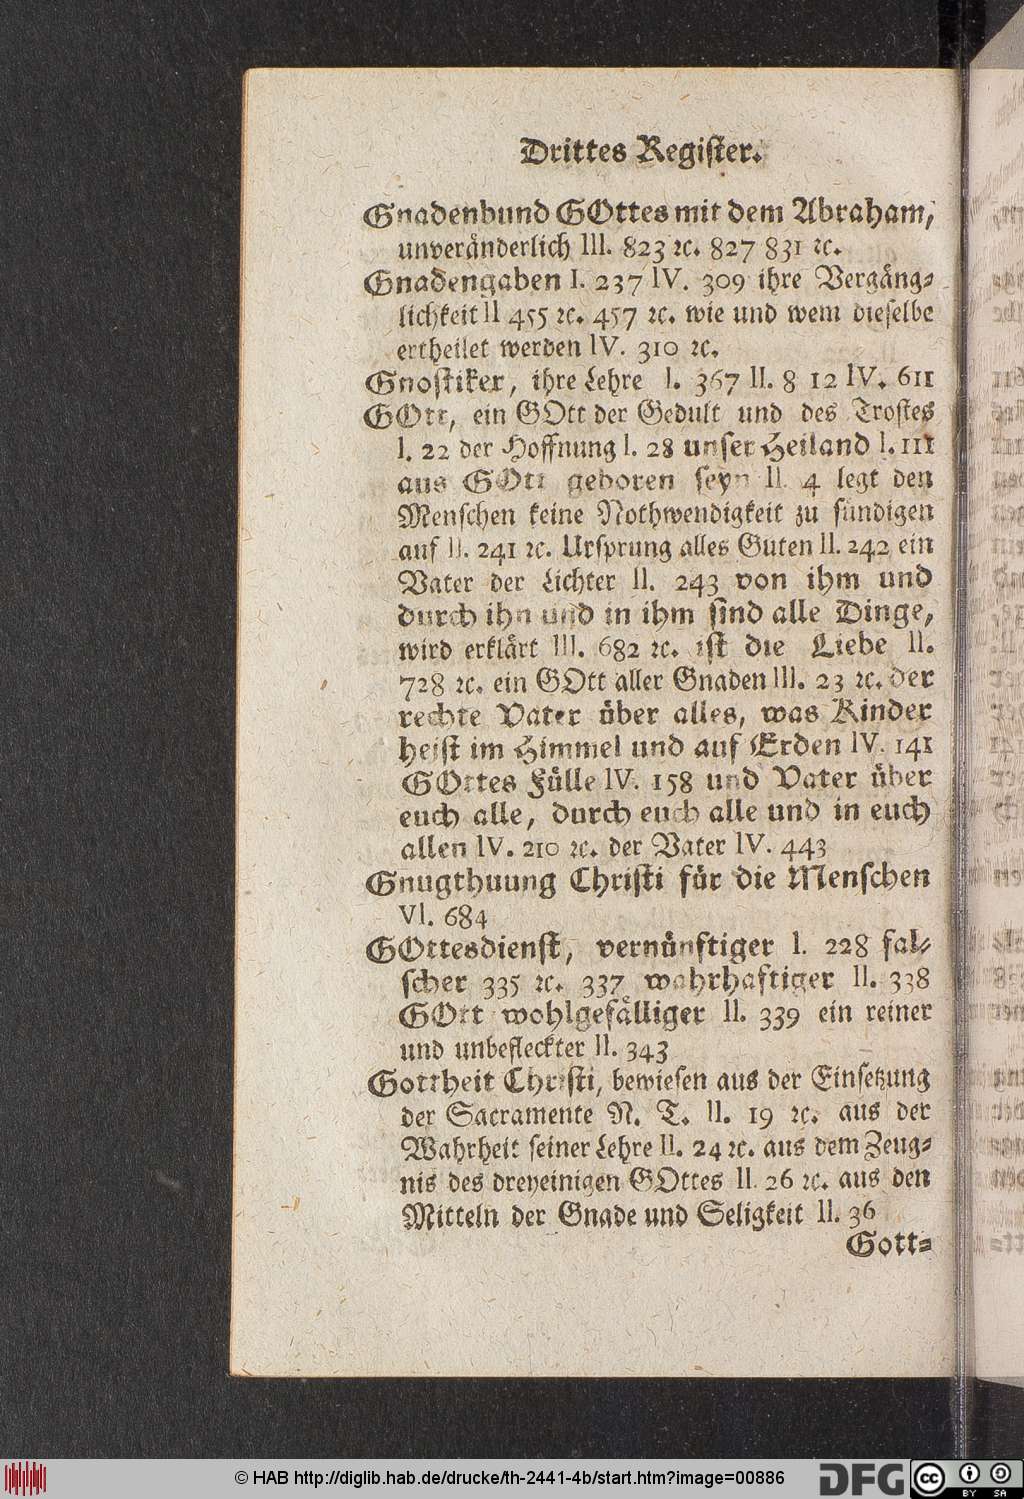 Drittes Regiſter.
Gnadenbund GOttes mit dem Abraham,
unveränderlich III. 823 ꝛc. 827 831 ꝛc.
Gnadengaben I. 237 IV. 309 ihre Vergäng⸗
lichkeit II 455 ꝛc. 457 ꝛc. wie und wem dieſelbe
ertheilet werden IV. 310 ꝛc.
Gnoſtiker, ihre Lehre I. 367 II. 8 12 IV. 611
GOtt, ein GOtt der Gedult und des Troſtes
I. 22 der Hoffnung I. 28 unſer Heiland I. 111
aus GOtt geboren ſeyn II. 4 legt den
Menſchen keine Nothwendigkeit zu ſündigen
auf II. 241 ꝛc. Urſprung alles Guten II. 242 ein
Vater der Lichter II. 243 von ihm und
durch ihn und in ihm ſind alle Dinge,
wird erklärt III. 682 ꝛc. iſt die Liebe II.
728 ꝛc. ein GOtt aller Gnaden III. 23 ꝛc. der
rechte Vater über alles, was Kinder
heiſt im Himmel und auf Erden IV. 141
GOttes Fülle IV. 158 und Vater über
euch alle, durch euch alle und in euch
allen IV. 210 ꝛc. der Vater IV. 443
Gnugthuung Chriſti für die Menſchen
VI. 684
GOttesdienſt, vernünftiger I. 228 fal⸗
ſcher 335 ꝛc. 337 wahrhaftiger II. 338
GOtt wohlgefälliger II. 339 ein reiner
und unbefleckter II. 343
Gottheit Chriſti, bewieſen aus der Einſetzung
der Sacramente N. T. II. 19 ꝛc. aus der
Wahrheit ſeiner Lehre II. 24 ꝛc. aus dem Zeug⸗
nis des dreyeinigen GOttes II. 26 ꝛc. aus den
Mitteln der Gnade und Seligkeit II. 36
Gott⸗
© HAB http://diglib.hab.de/drucke/th-2441-4b/start.htm?image=00886
DFG
cc
BY
SA